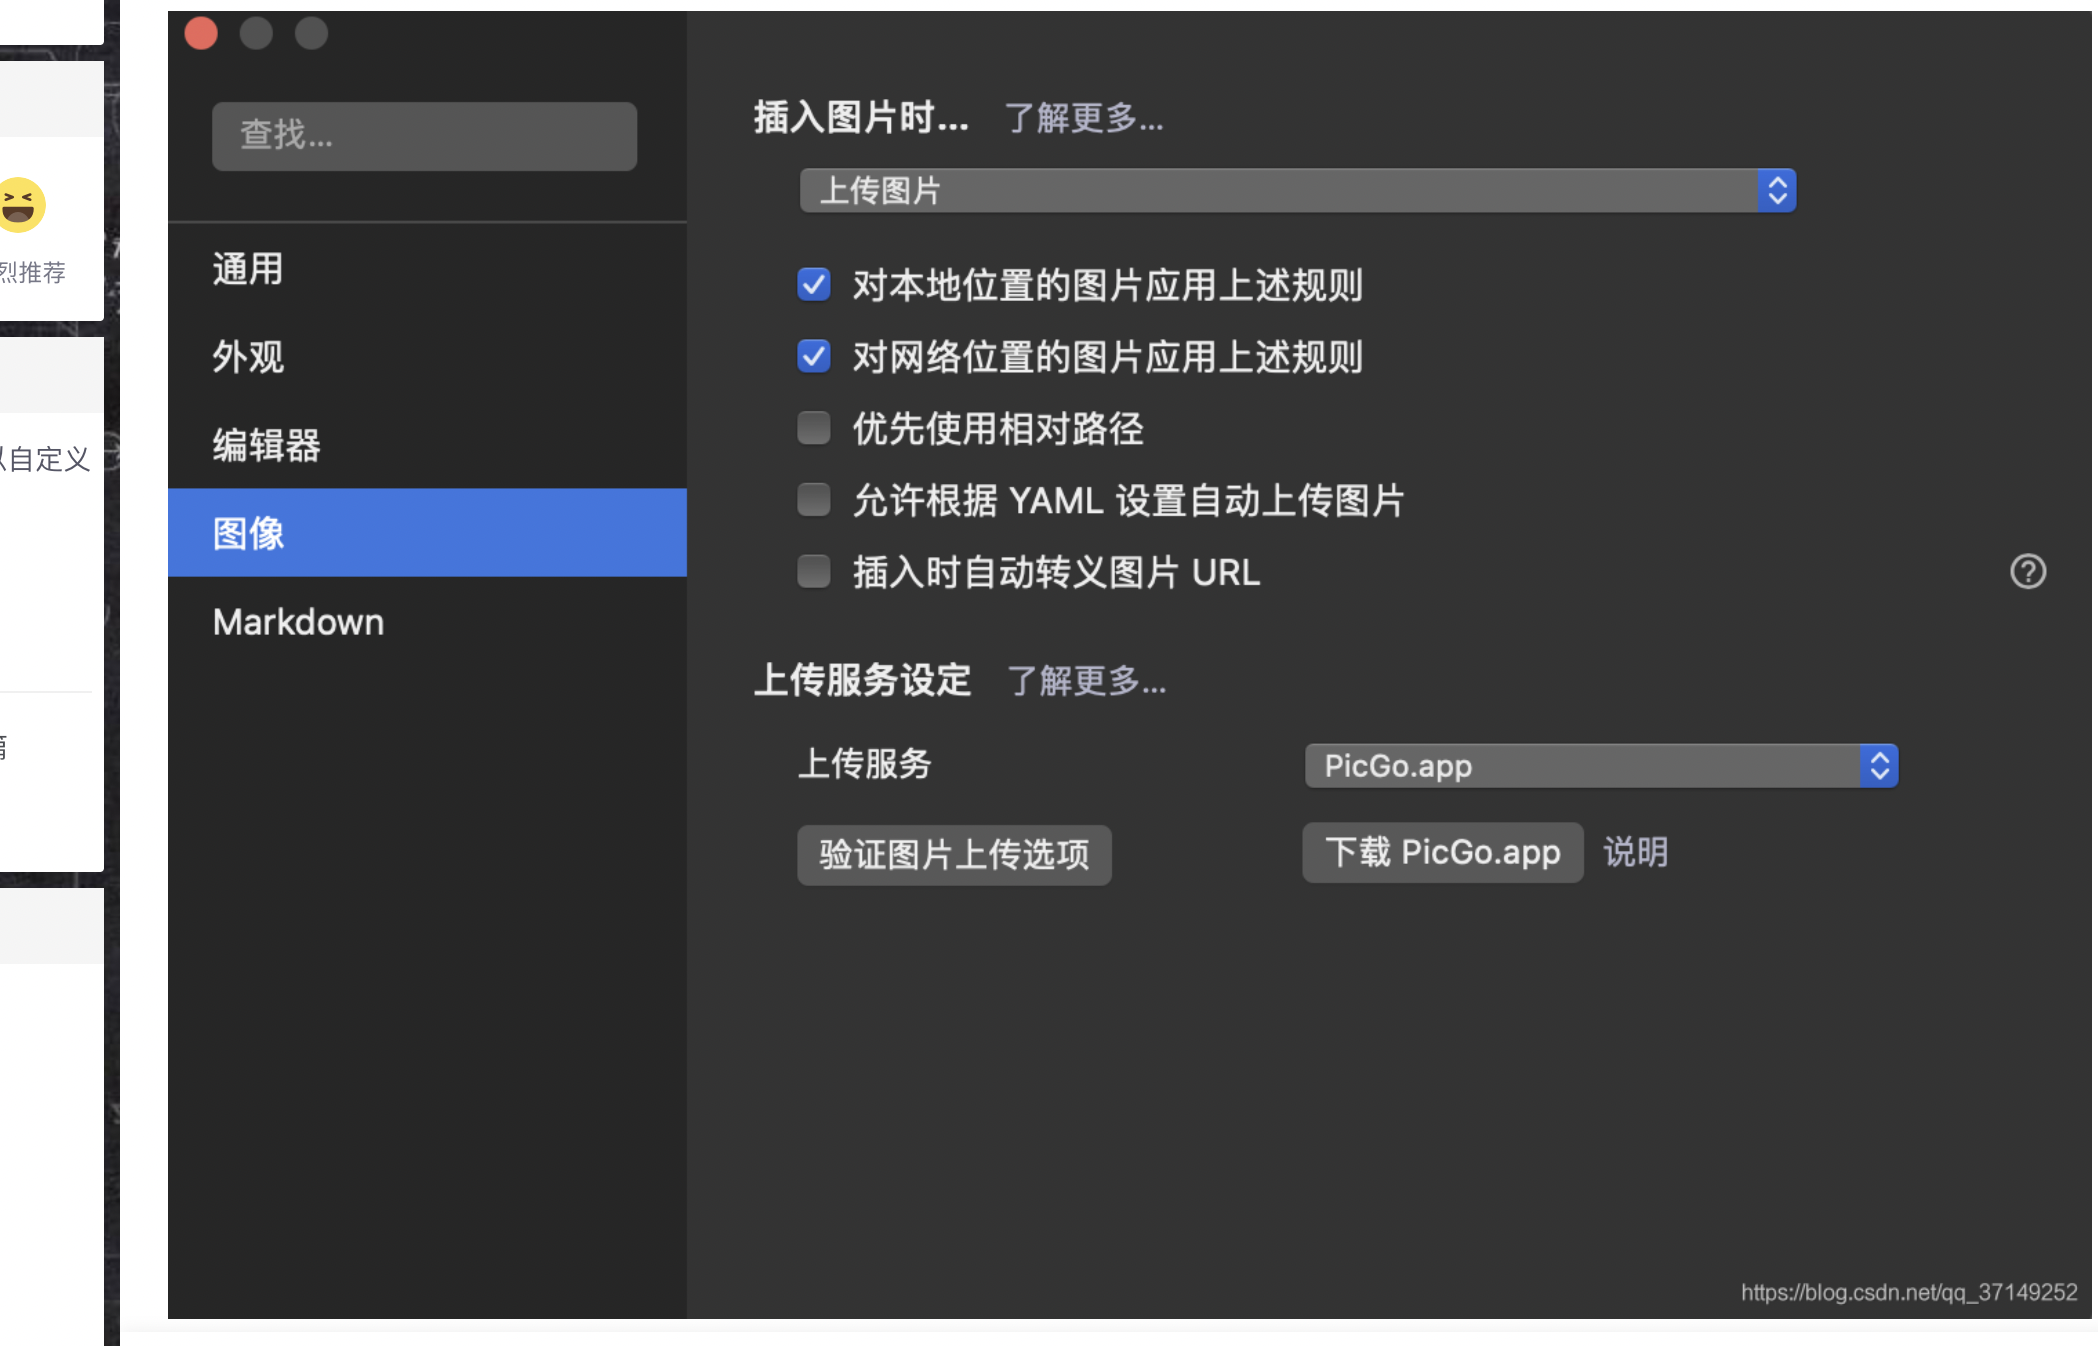 烈推荐
自定义
查找...
通用
外观
编辑器
图像
Markdown
插入图片时... 了解更多...
上传图片
对本地位置的图片应用上述规则
对网络位置的图片应用上述规则
优先使用相对路径
允许根据 YAML 设置自动上传图片
插入时自动转义图片 URL
上传服务设定 了解更多...
上传服务 PicGo.app
验证图片上传选项 下载 PicGo.app 说明
https://blog.csdn.net/qq_37149252